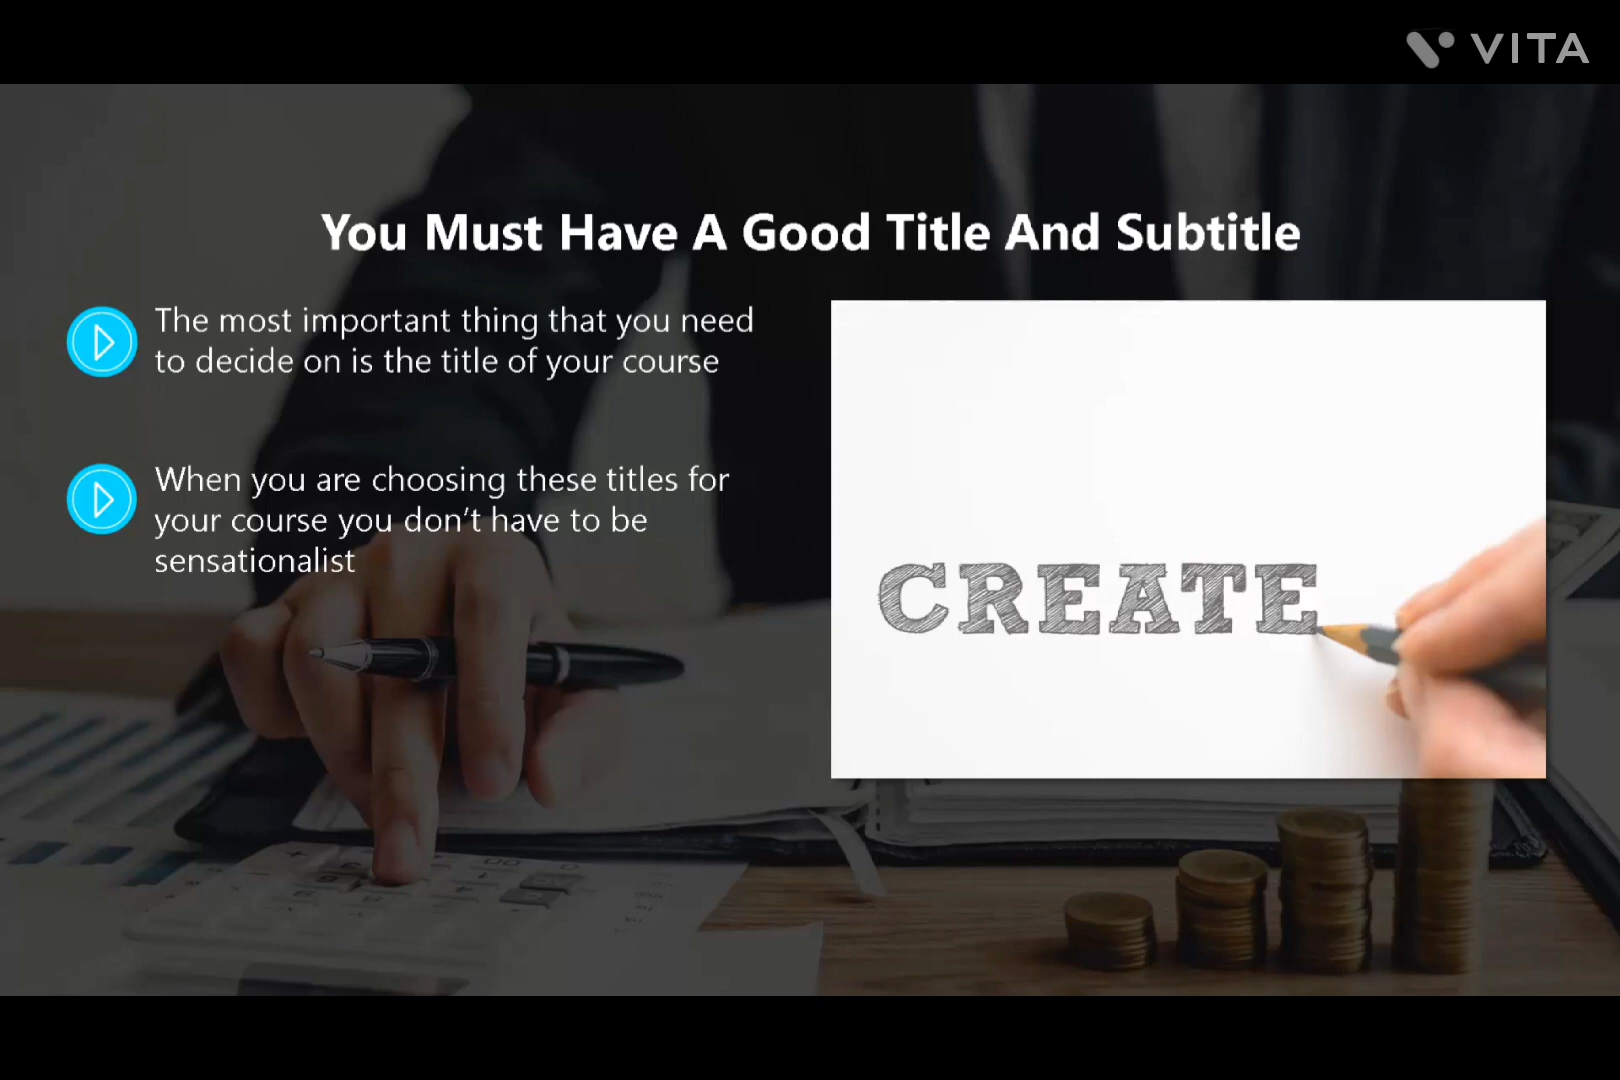 VITA
You Must Have A Good Title And Subtitle
The most important thing that you need
to decide on is the title of your course
When you are choosing these titles for
your course you don’t have to be
sensationalist
CREATE